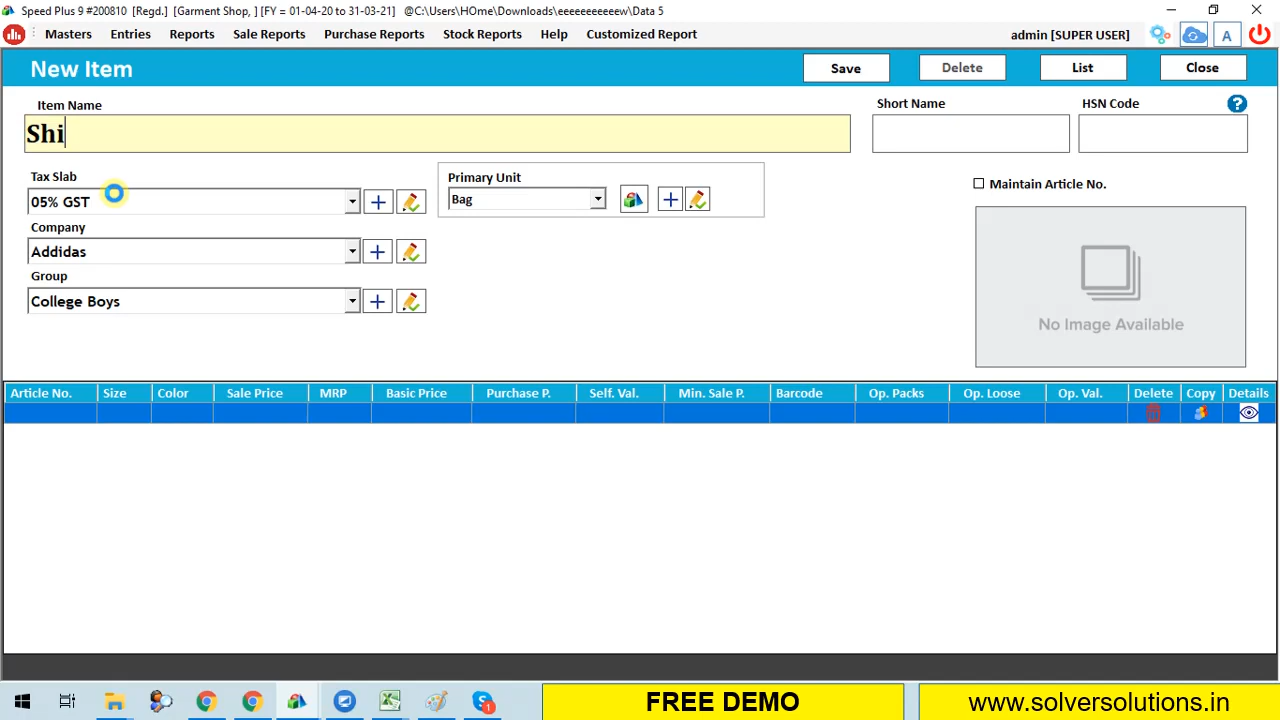 Speed Plus 9 #200810 [Regd.] [Garment Shop, ] [FY = 01-04-20 to 31-03-21] @C:\Users\HOme\Downloads\eeeeeeeeeeew\Data 5
Masters Entries Reports Sale Reports Purchase Reports Stock Reports Help Customized Report admin [SUPER USER] A
New Item Save Delete List Close
Item Name Short Name HSN Code ?
Shi
Tax Slab Primary Unit
05% GST Bag Maintain Article No.
Company
Addidas
Group
College Boys
No Image Available
Article No. Size Color Sale Price MRP Basic Price Purchase P. Self. Val. Min. Sale P. Barcode Op. Packs Op. Loose Op. Val. Delete Copy Details
FREE DEMO www.solversolutions.in